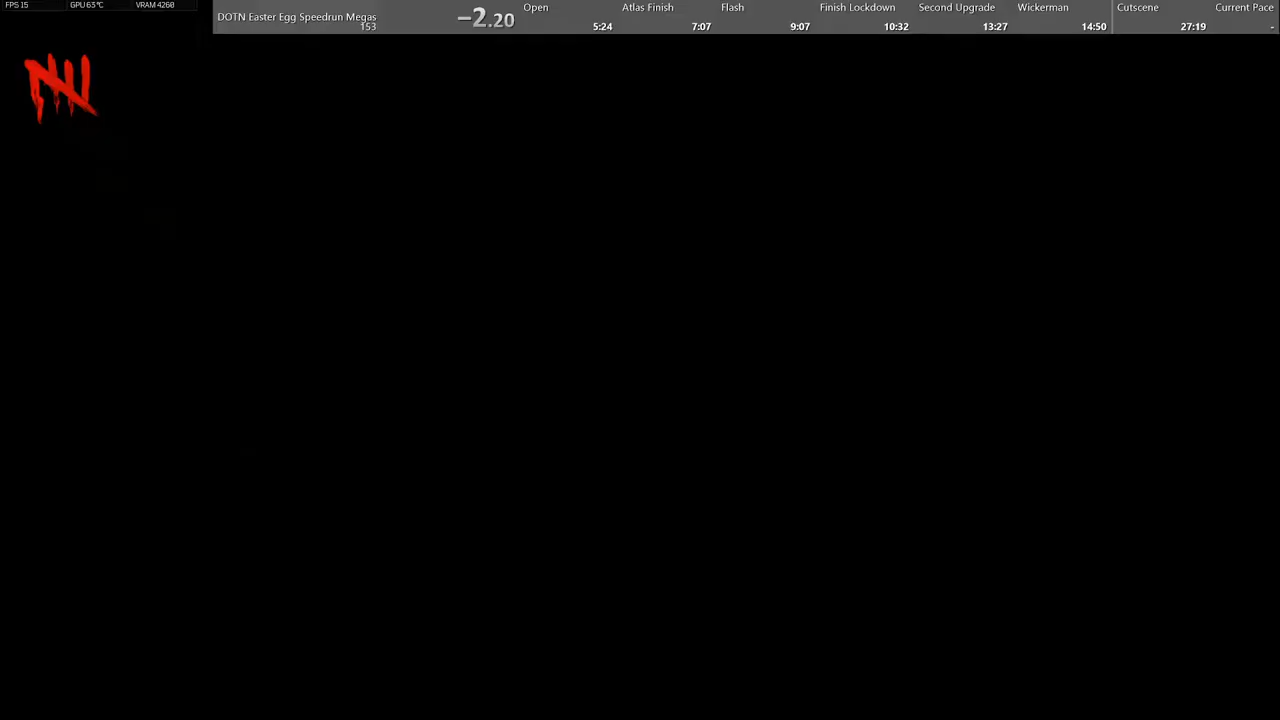 FPS 15 GPU 63°C VRAM 4260
DOTN Easter Egg Speedrun Megas
153
-2.20
Open Atlas Finish Flash Finish Lockdown Second Upgrade Wickerman Cutscene Current Pace
5:24 7:07 9:07 10:32 13:27 14:50 27:19 -